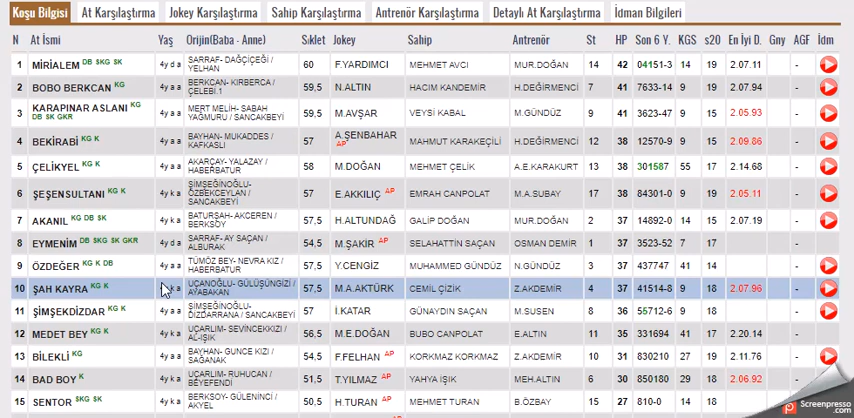 Koşu Bilgisi At Karşılaştırma Jokey Karşılaştırma Sahip Karşılaştırma Antrenör Karşılaştırma Detaylı At Karşılaştırma İdman Bilgileri
N At İsmi Yaş Orijin(Baba - Anne) Sıklet Jokey Sahip Antrenör St HP Son 6 Y. KGS s20 En İyi D. Gny AGF İdm
1 MİRİALEM DB SKG SK 4y d a SARRAF- DAĞÇİÇEĞİ / YELHAN 60 F.YARDIMCI MEHMET AVCI MUR.DOĞAN 14 42 04151-3 14 19 2.07.11 -
2 BOBO BERKCAN KG 4y a a BERKCAN- KIRBERCA / ÇELEBİ.1 59,5 N.ALTIN HACIM KANDEMİR H.DEĞİRMENCİ 7 41 7633-14 9 19 2.07.94 -
3 KARAPINAR ASLANI KG DB SK GKR 4y a a MERT MELİH- SABAH YAGMURU / SANCAKBEYİ 59,5 M.AVŞAR VEYSİ KABAL M.GÜNDÜZ 9 41 3623-47 9 15 2.05.93 -
4 BEKİRABİ KG K 4y a a BAYHAN- MUKADDES / KAFKASLI 57 A.ŞENBAHAR AP MAHMUT KARAKEÇİLİ H.DEĞİRMENCİ 12 38 12570-9 9 15 2.09.86 -
5 ÇELİKYEL KG K 4y a a AKARÇAY- YALAZAY / HABERBATUR 58 M.DOĞAN MEHMET ÇELİK A.E.KARAKURT 13 38 301587 55 17 2.14.68 -
6 ŞEŞENSULTANI KG K 4y k a ŞİMŞEĞİNOĞLU- ÖZBEKCEYLAN / SANCAKBEYİ 57 E.AKKILIÇ AP EMRAH CANPOLAT M.A.SUBAY 17 38 84301-0 9 19 2.05.11 -
7 AKANIL KG DB SK 4y k a BATURŞAH- AKCEREN / BERKSOY 57,5 H.ALTUNDAĞ GALİP DOĞAN MUR.DOĞAN 2 37 14892-0 14 15 2.07.19 -
8 EYMENİM DB SKG SK GKR 4y d a SARRAF- AY SAÇAN / ALBURAK 54,5 M.ŞAKİR AP SELAHATTİN SAÇAN OSMAN DEMİR 1 37 3523-52 7 17 -
9 ÖZDEĞER KG K DB 4y a a TÜMÖZ BEY- NEVRA KIZ / HABERBATUR 57,5 Y.CENGİZ MUHAMMED GÜNDÜZ N.GÜNDÜZ 3 37 437747 41 14 -
10 ŞAH KAYRA KG K k a UÇANOĞLU- GÜLÜŞÜNGİZİ / AYABAKAN 57,5 M.A.AKTÜRK CEMİL ÇİZİK Z.AKDEMİR 4 37 41514-8 9 18 2.07.96 -
11 ŞİMŞEKDİZDAR KG K 4y a a ŞİMŞEĞİNOĞLU- DIZDARRANA / SANCAKBEYİ 57 İ.KATAR GÜNAYDIN SAÇAN M.SUSEN 8 36 55712-6 9 18 -
12 MEDET BEY KG K 4y k a UÇARLIM- SEVİNCEKKIZI / AL-IŞIK 56,5 M.E.DOĞAN BUBO CANPOLAT E.ALTIN 11 35 331694 41 17 2.20.14 -
13 BİLEKLİ KG 4y a a BAYHAN- GUNCE KIZI / SAĞANAK 54,5 F.FELHAN AP KORKMAZ KORKMAZ Z.AKDEMİR 10 31 830210 27 19 2.11.76 -
14 BAD BOY K 4y k a UÇARLIM- RUHUCAN / BEYEFENDİ 51,5 T.YILMAZ AP YAHYA IŞIK MEH.ALTIN 6 30 850180 29 18 2.06.92 -
15 SENTOR SKG SK 4y k a BERKSOY- GÜLENİNCİ / AKYEL 50,5 H.TURAN AP MEHMET TURAN B.ÖZBAY 15 27 810-0 14 -
Screenpresso